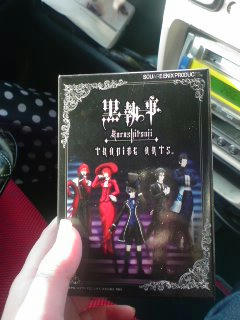 SQUARE ENIX PRODUCTS
黒執事
Kuroshitsuji
TRADING ARTS